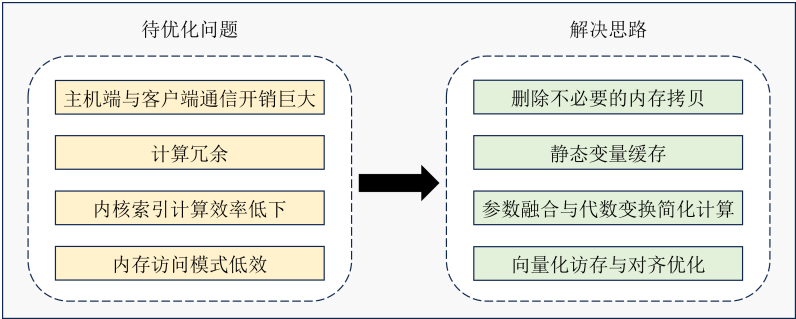 待优化问题
主机端与客户端通信开销巨大
计算冗余
内核索引计算效率低下
内存访问模式低效
解决思路
删除不必要的内存拷贝
静态变量缓存
参数融合与代数变换简化计算
向量化访存与对齐优化